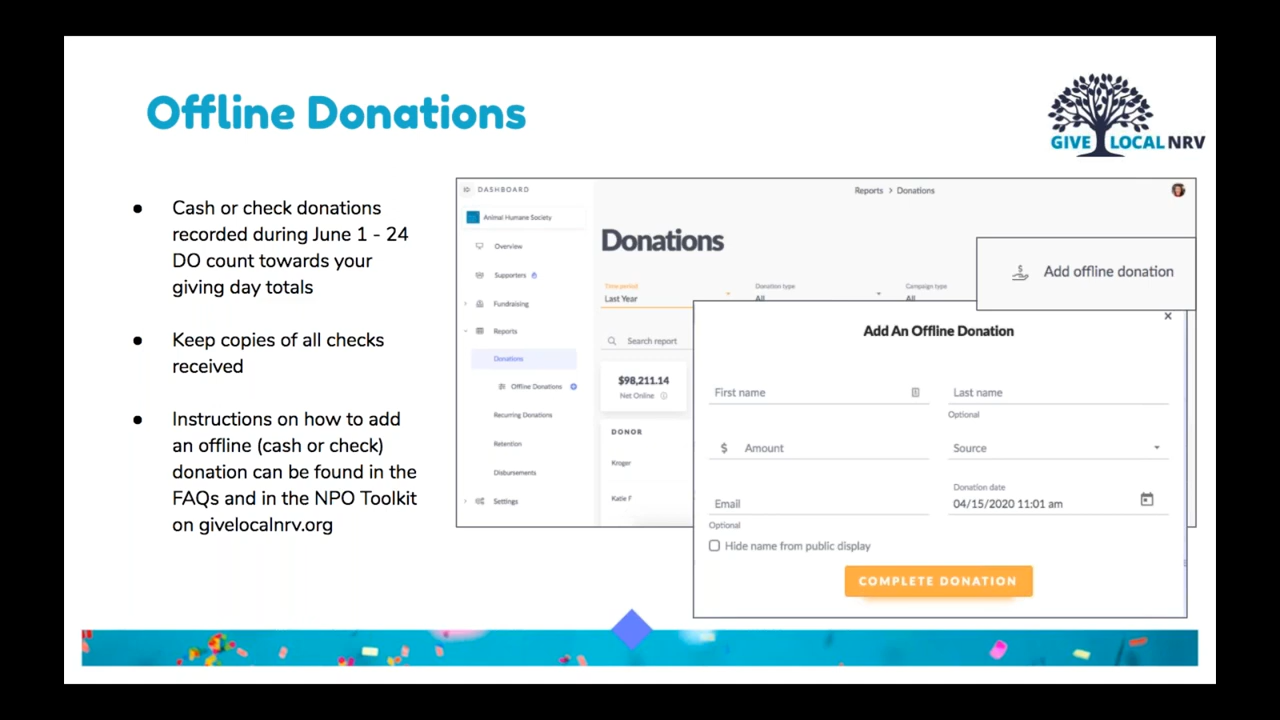 Offline Donations
GIVE LOCAL NRV
Cash or check donations
recorded during June 1 - 24
DO count towards your
giving day totals
Keep copies of all checks
received
Instructions on how to add
an offline (cash or check)
donation can be found in the
FAQs and in the NPO Toolkit
on givelocalnrv.org
DASHBOARD
Animal Humane Society
Overview
Supporters
Fundraising
Reports
Donations
Offline Donations
Recurring Donations
Retention
Disbursements
Settings
Reports > Donations
Donations
Time period
Last Year
Donation type
All
Campaign type
All
Search report
$98,211.14
Net Online
DONOR
Kroger
Katie F
Add offline donation
Add An Offline Donation
First name
Last name
Optional
$ Amount
Source
Email
Optional
Donation date
04/15/2020 11:01 am
Hide name from public display
COMPLETE DONATION